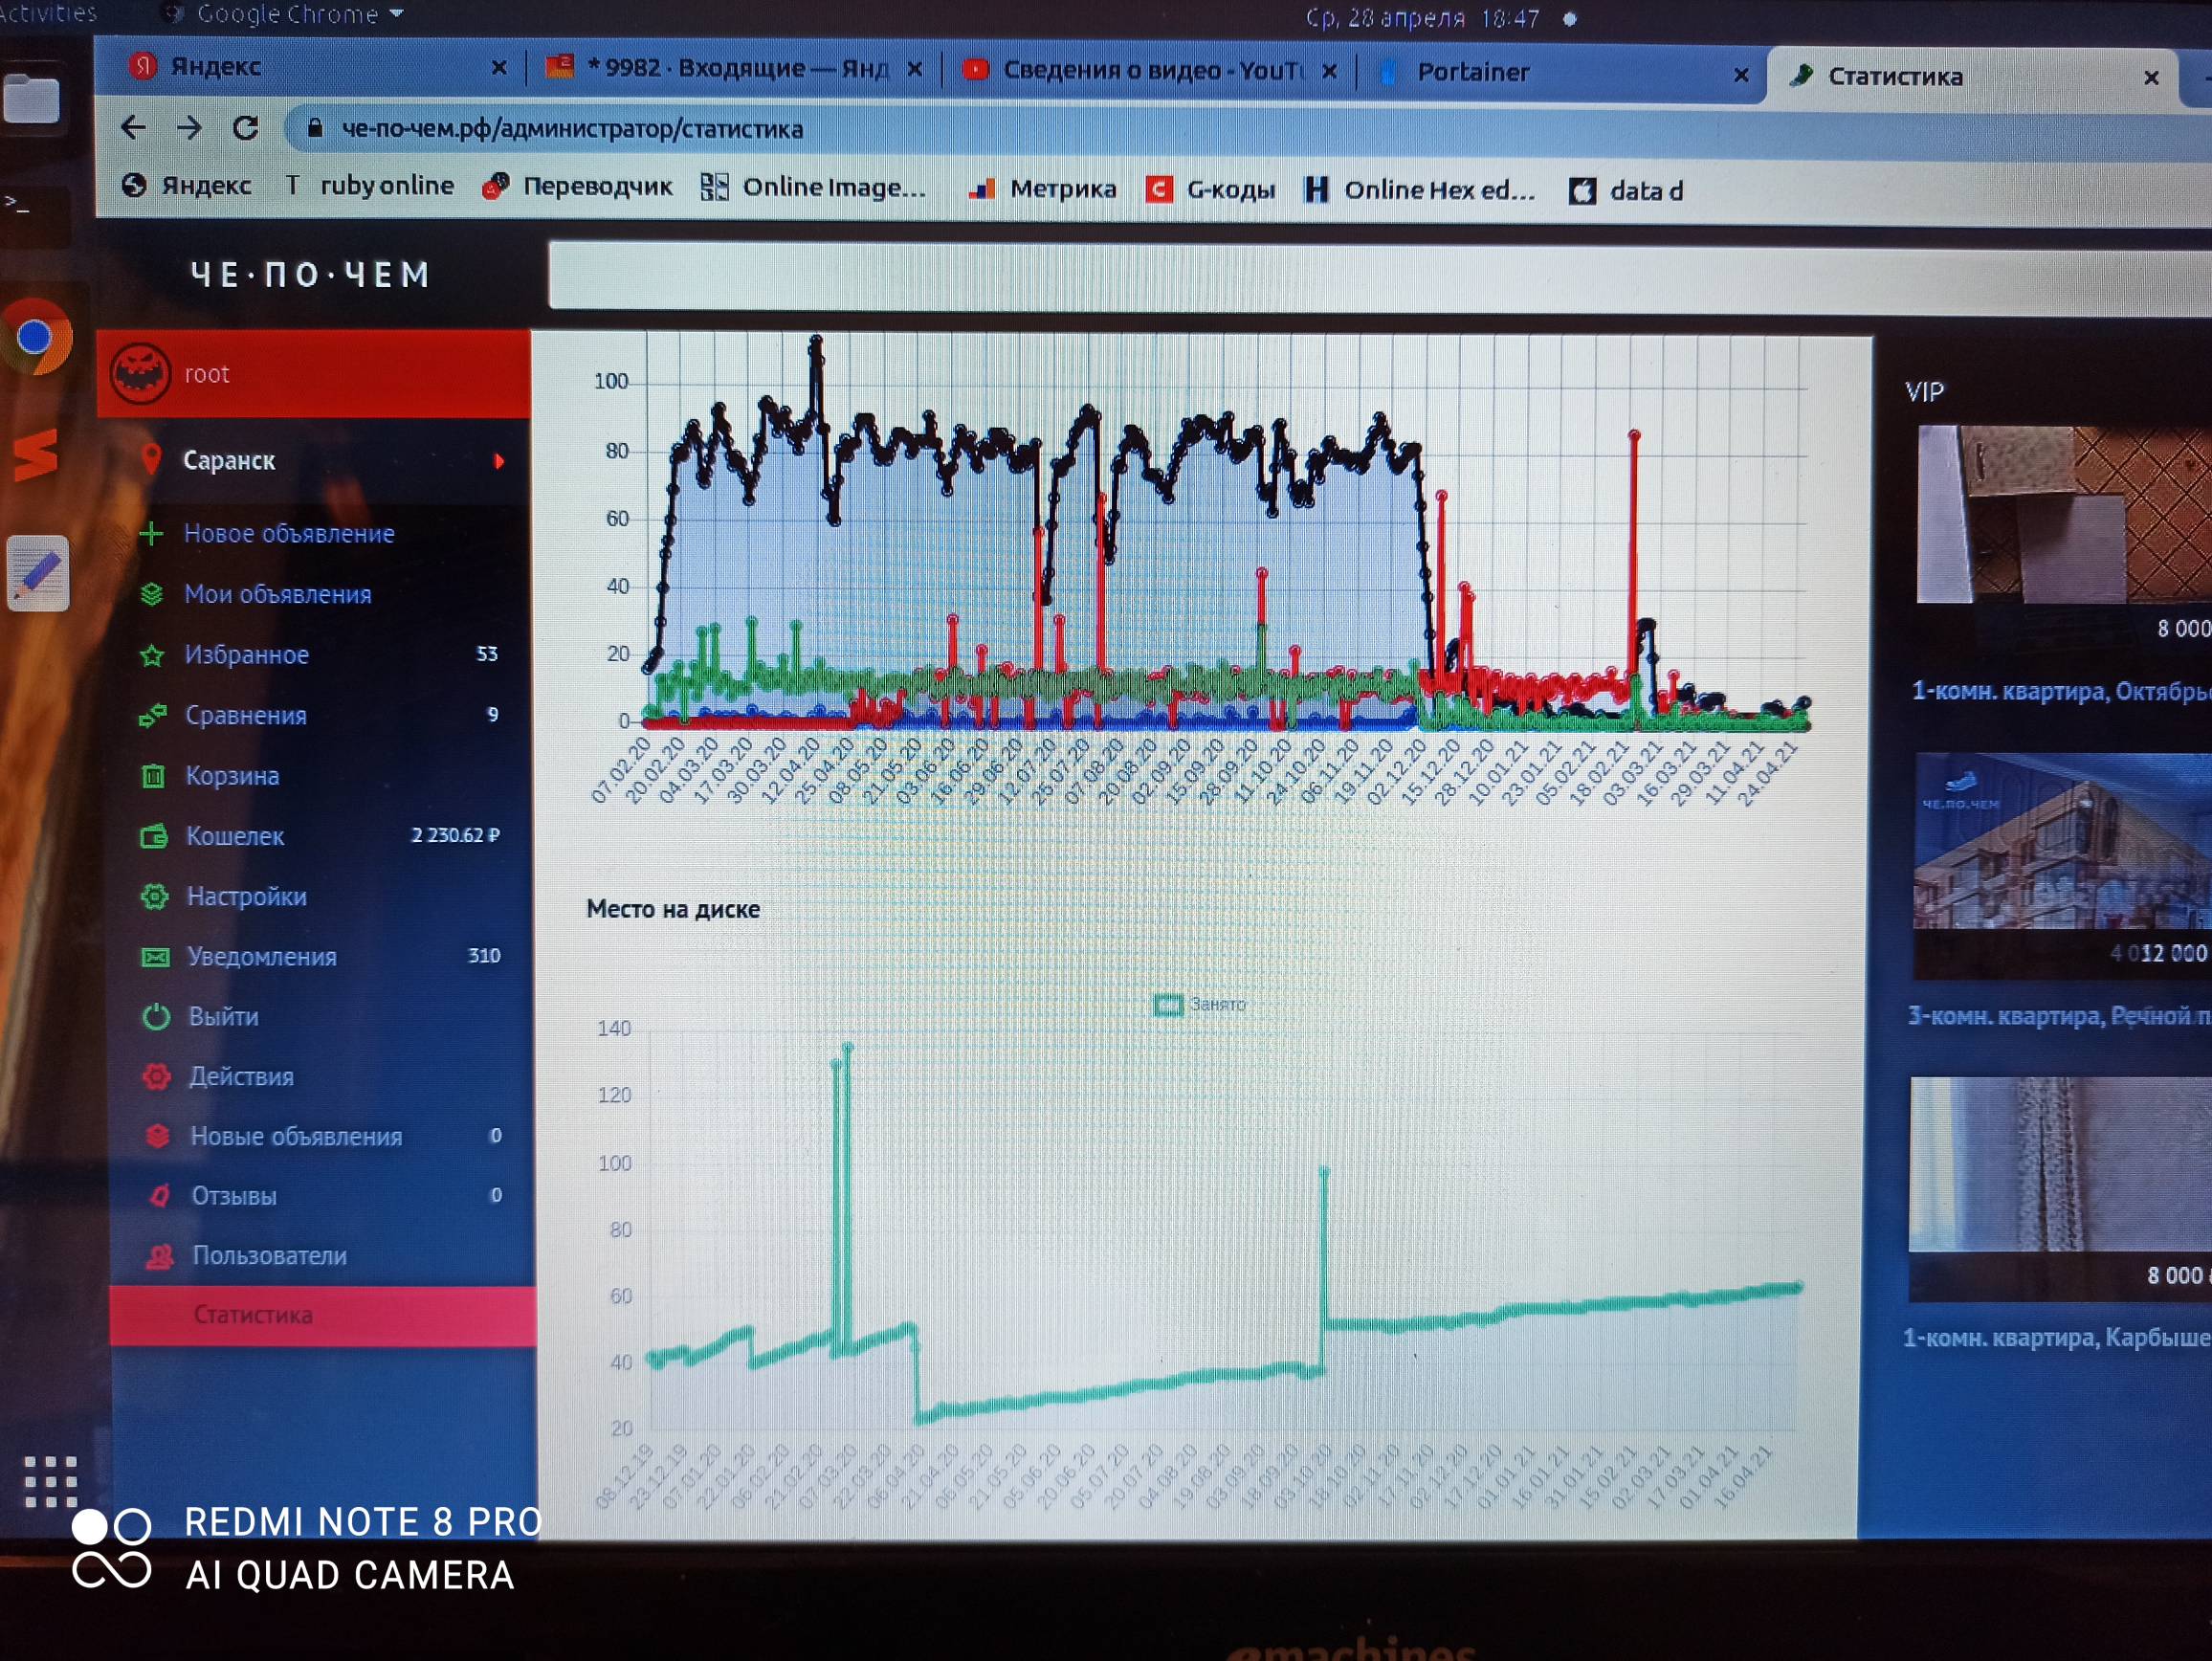 Activities
Google Chrome
Ср, 28 апреля 18:47
Яндекс
* 9982 · Входящие — Янд
Сведения о видео - YouTu
Portainer
Статистика
че-по-чем.рф/администратор/статистика
Яндекс
T ruby online
Переводчик
Online Image...
Метрика
G-коды
Online Hex ed...
data d
ЧЕ·ПО·ЧЕМ
root
Саранск
Новое объявление
Мои объявления
Избранное 53
Сравнения 9
Корзина
Кошелек 2 230.62 ₽
Настройки
Уведомления 310
Выйти
Действия
Новые объявления 0
Отзывы 0
Пользователи
Статистика
100
80
60
40
20
0
07.02.20
20.02.20
04.03.20
17.03.20
30.03.20
12.04.20
25.04.20
08.05.20
21.05.20
03.06.20
16.06.20
29.06.20
12.07.20
25.07.20
07.08.20
20.08.20
02.09.20
15.09.20
28.09.20
11.10.20
24.10.20
06.11.20
19.11.20
02.12.20
15.12.20
28.12.20
10.01.21
23.01.21
05.02.21
18.02.21
03.03.21
16.03.21
29.03.21
11.04.21
24.04.21
Место на диске
Занято
140
120
100
80
60
40
20
08.12.19
23.12.19
07.01.20
22.01.20
06.02.20
21.02.20
07.03.20
22.03.20
06.04.20
21.04.20
06.05.20
21.05.20
05.06.20
20.06.20
05.07.20
20.07.20
04.08.20
19.08.20
03.09.20
18.09.20
03.10.20
18.10.20
02.11.20
17.11.20
02.12.20
17.12.20
01.01.21
16.01.21
31.01.21
15.02.21
02.03.21
17.03.21
01.04.21
16.04.21
VIP
8 000
1-комн. квартира, Октябрьс
ЧЕ.ПО.ЧЕМ
4 012 000
3-комн. квартира, Речной п
8 000
1-комн. квартира, Карбыше
REDMI NOTE 8 PRO
AI QUAD CAMERA
emachines